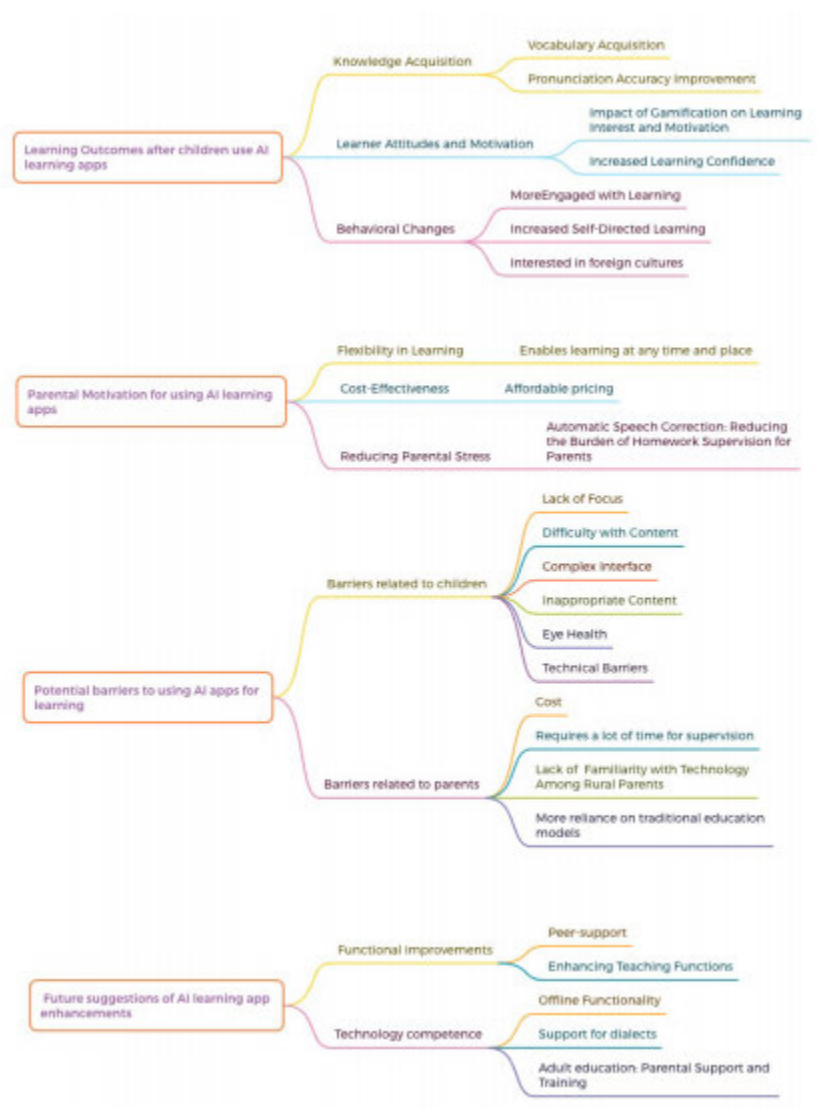 Vocabulary Acquisition
Knowledge Acquisition
Pronunciation Accuracy Improvement
Impact of Gamification on Learning
Interest and Motivation
Learning Outcomes after children use AI
learning apps
Learner Attitudes and Motivation
Increased Learning Confidence
MoreEngaged with Learning
Behavioral Changes
Increased Self-Directed Learning
Interested in foreign cultures
Flexibility in Learning
Enables learning at any time and place
Parental Motivation for using AI learning
apps
Cost-Effectiveness
Affordable pricing
Automatic Speech Correction: Reducing
the Burden of Homework Supervision for
Parents
Reducing Parental Stress
Lack of Focus
Difficulty with Content
Complex Interface
Barriers related to children
Inappropriate Content
Eye Health
Technical Barriers
Potential barriers to using AI apps for
learning
Cost
Requires a lot of time for supervision
Barriers related to parents
Lack of Familiarity with Technology
Among Rural Parents
More reliance on traditional education
models
Peer-support
Functional improvements
Enhancing Teaching Functions
Future suggestions of AI learning app
enhancements
Offline Functionality
Technology competence
Support for dialects
Adult education: Parental Support and
Training